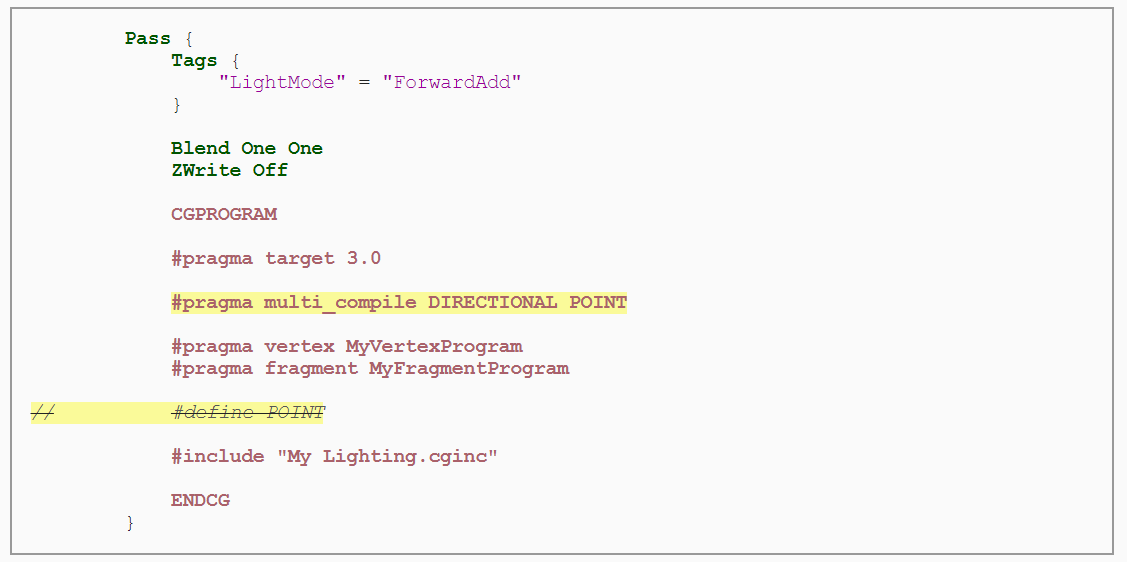 Pass {
Tags {
"LightMode" = "ForwardAdd"
}
Blend One One
ZWrite Off
CGPROGRAM
#pragma target 3.0
#pragma multi_compile DIRECTIONAL POINT
#pragma vertex MyVertexProgram
#pragma fragment MyFragmentProgram
// #define POINT
#include "My Lighting.cginc"
ENDCG
}